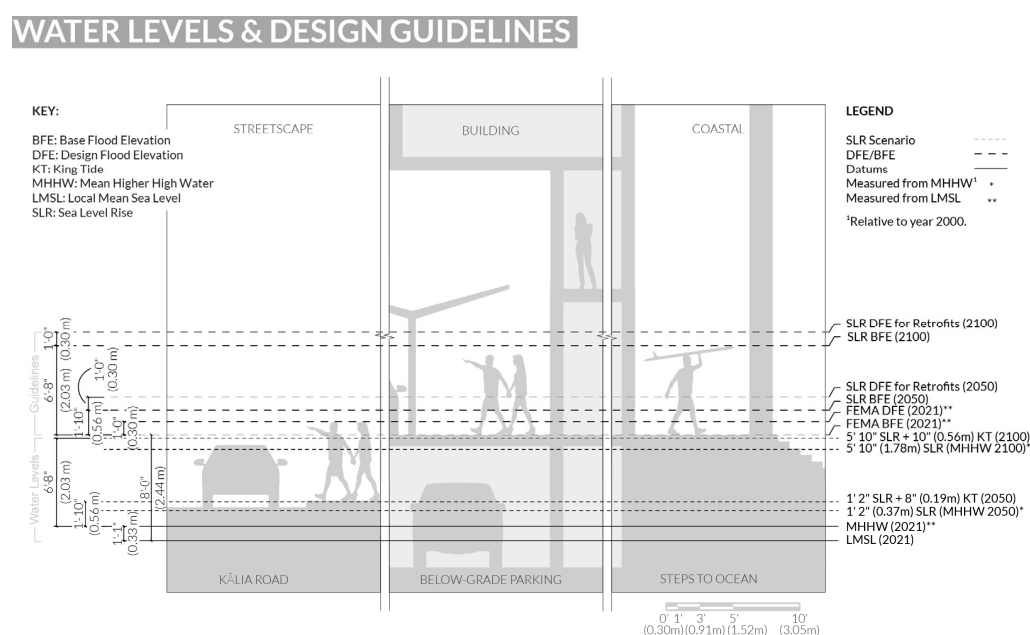 WATER LEVELS & DESIGN GUIDELINES
KEY:
BFE: Base Flood Elevation
DFE: Design Flood Elevation
KT: King Tide
MHHW: Mean Higher High Water
LMSL: Local Mean Sea Level
SLR: Sea Level Rise
STREETSCAPE
BUILDING
COASTAL
LEGEND
SLR Scenario
DFE/BFE
Datums
Measured from MHHW¹ *
Measured from LMSL **
¹Relative to year 2000.
Guidelines
1'-0"
(0.30 m)
6'-8"
(2.03 m)
1'-0"
(0.30 m)
1'-10"
(0.56 m)
1'-0"
(0.30 m)
Water Levels
6'-8"
(2.03 m)
1'-10"
(0.56 m)
1'-1"
(0.33 m)
8'-0"
(2.44 m)
SLR DFE for Retrofits (2100)
SLR BFE (2100)
SLR DFE for Retrofits (2050)
SLR BFE (2050)
FEMA DFE (2021)**
FEMA BFE (2021)**
5' 10" SLR + 10" (0.56m) KT (2100)
5' 10" (1.78m) SLR (MHHW 2100)*
1' 2" SLR + 8" (0.19m) KT (2050)
1' 2" (0.37m) SLR (MHHW 2050)*
MHHW (2021)**
LMSL (2021)
KĀLIA ROAD
BELOW-GRADE PARKING
STEPS TO OCEAN
0' 1' 3' 5' 10'
(0.30m)(0.91m)(1.52m) (3.05m)